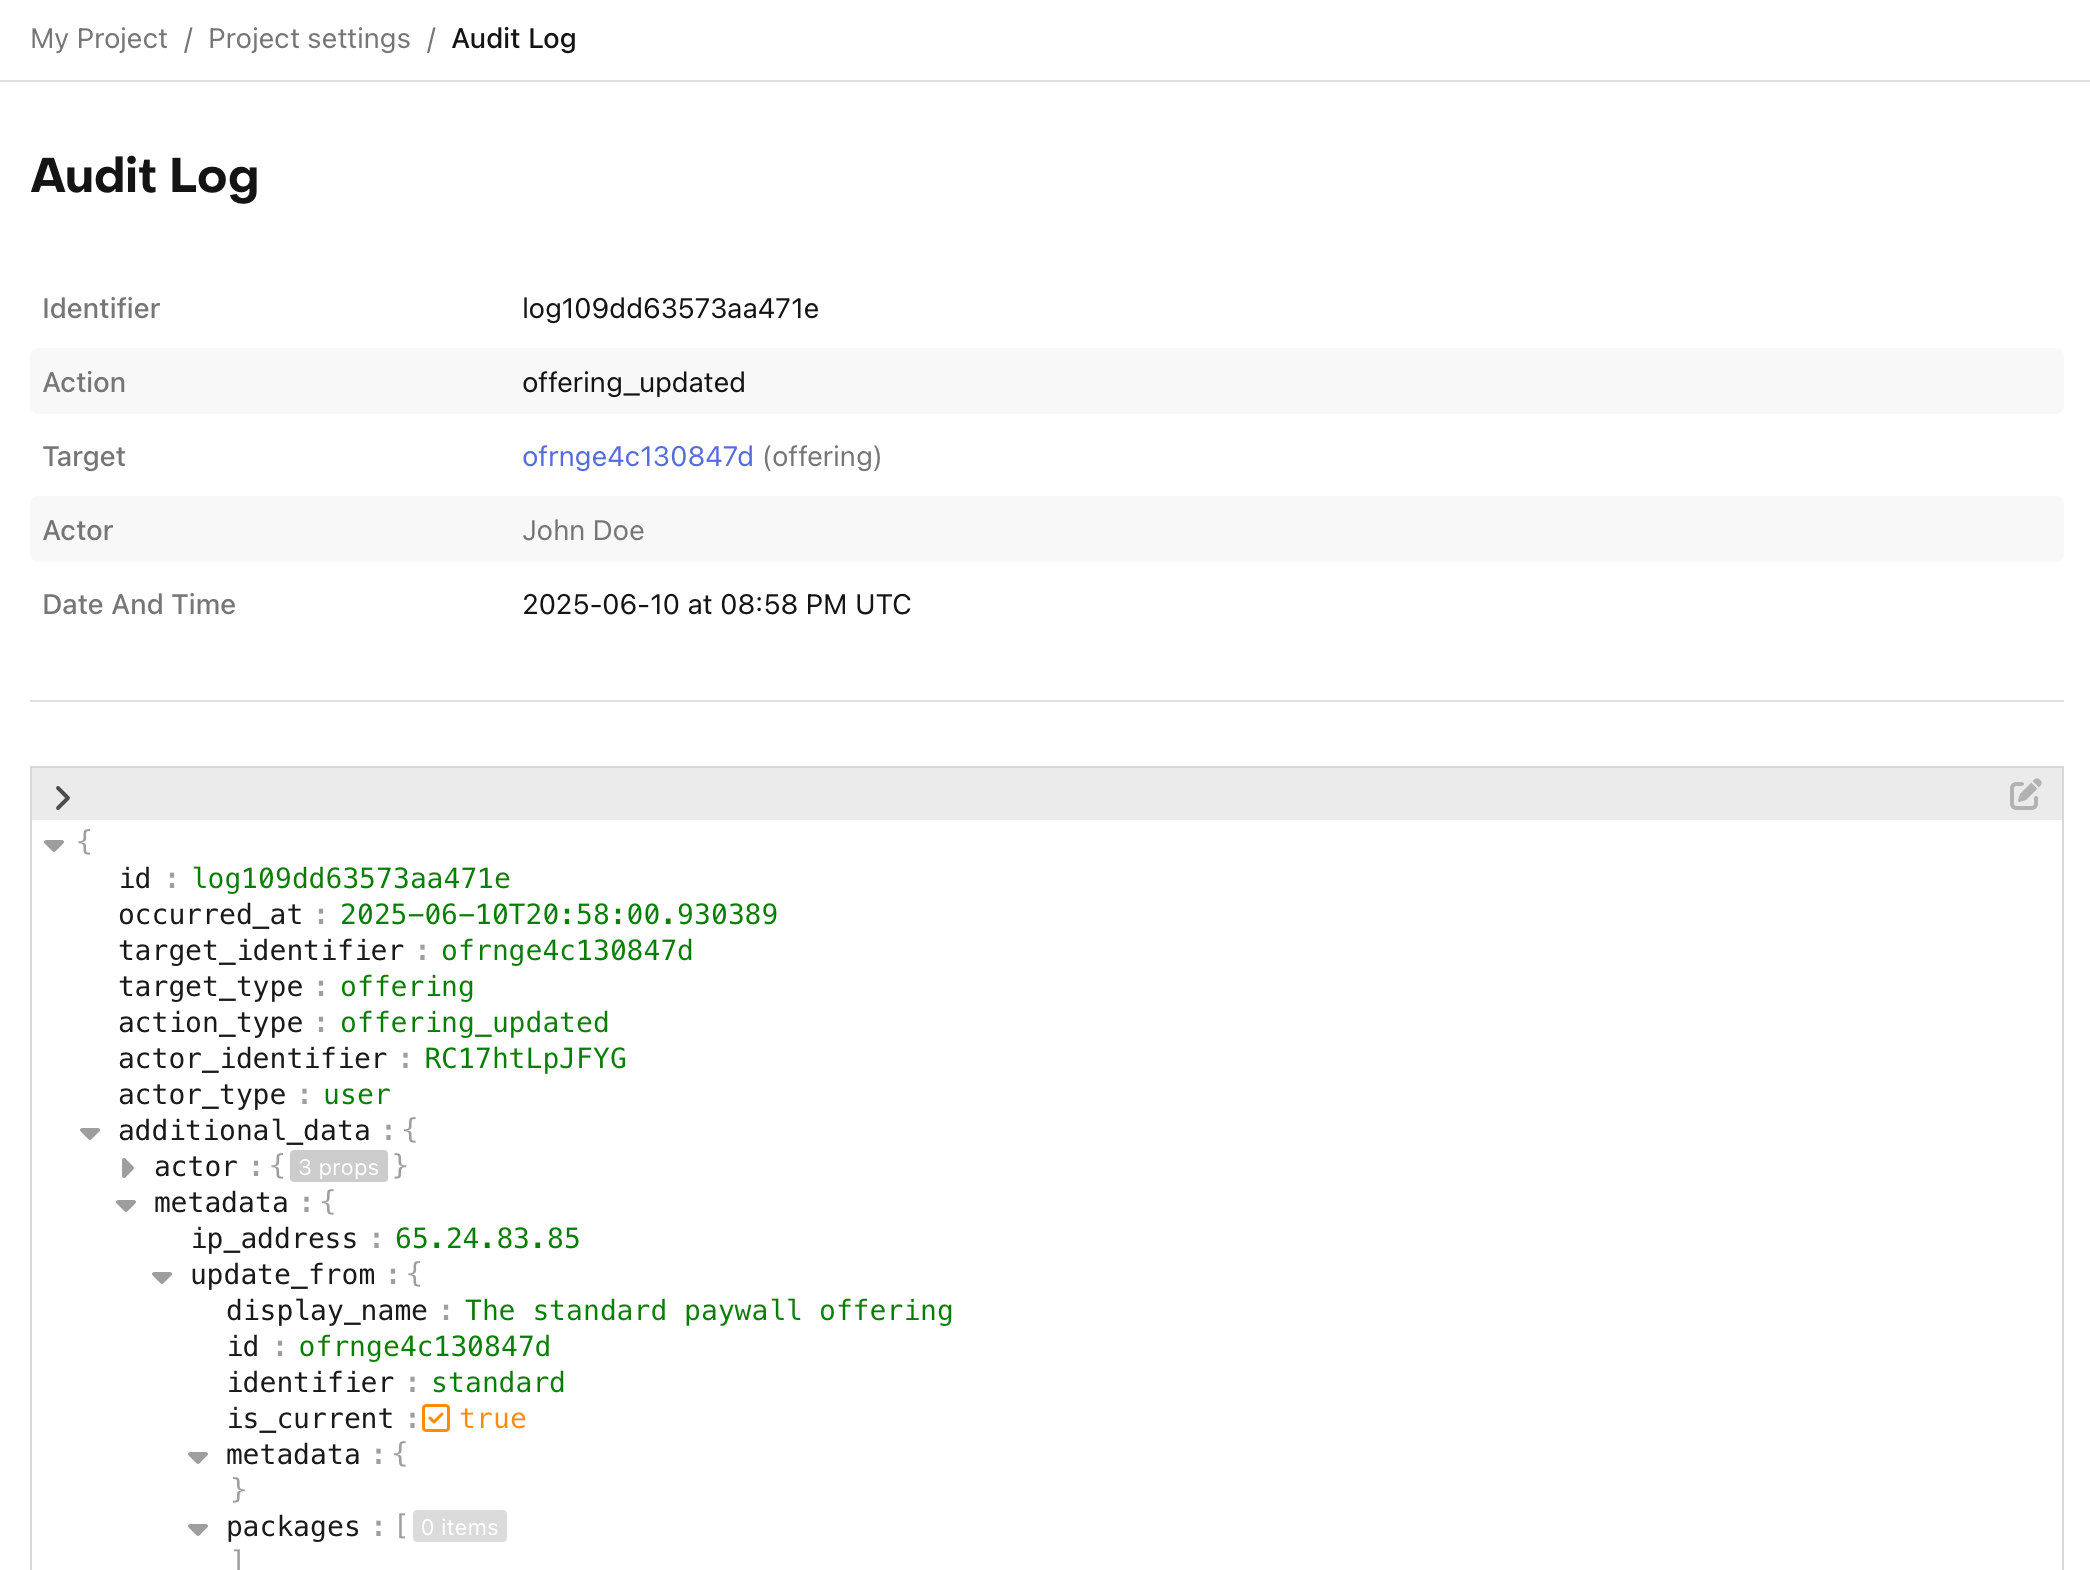 My Project / Project settings / Audit Log
Audit Log
Identifier log109dd63573aa471e
Action offering_updated
Target ofrnge4c130847d (offering)
Actor John Doe
Date And Time 2025-06-10 at 08:58 PM UTC
{
id : log109dd63573aa471e
occurred_at : 2025-06-10T20:58:00.930389
target_identifier : ofrnge4c130847d
target_type : offering
action_type : offering_updated
actor_identifier : RC17htLpJFYG
actor_type : user
additional_data : {
actor : { 3 props }
metadata : {
ip_address : 65.24.83.85
update_from : {
display_name : The standard paywall offering
id : ofrnge4c130847d
identifier : standard
is_current : true
metadata : {
}
packages : [ 0 items
]